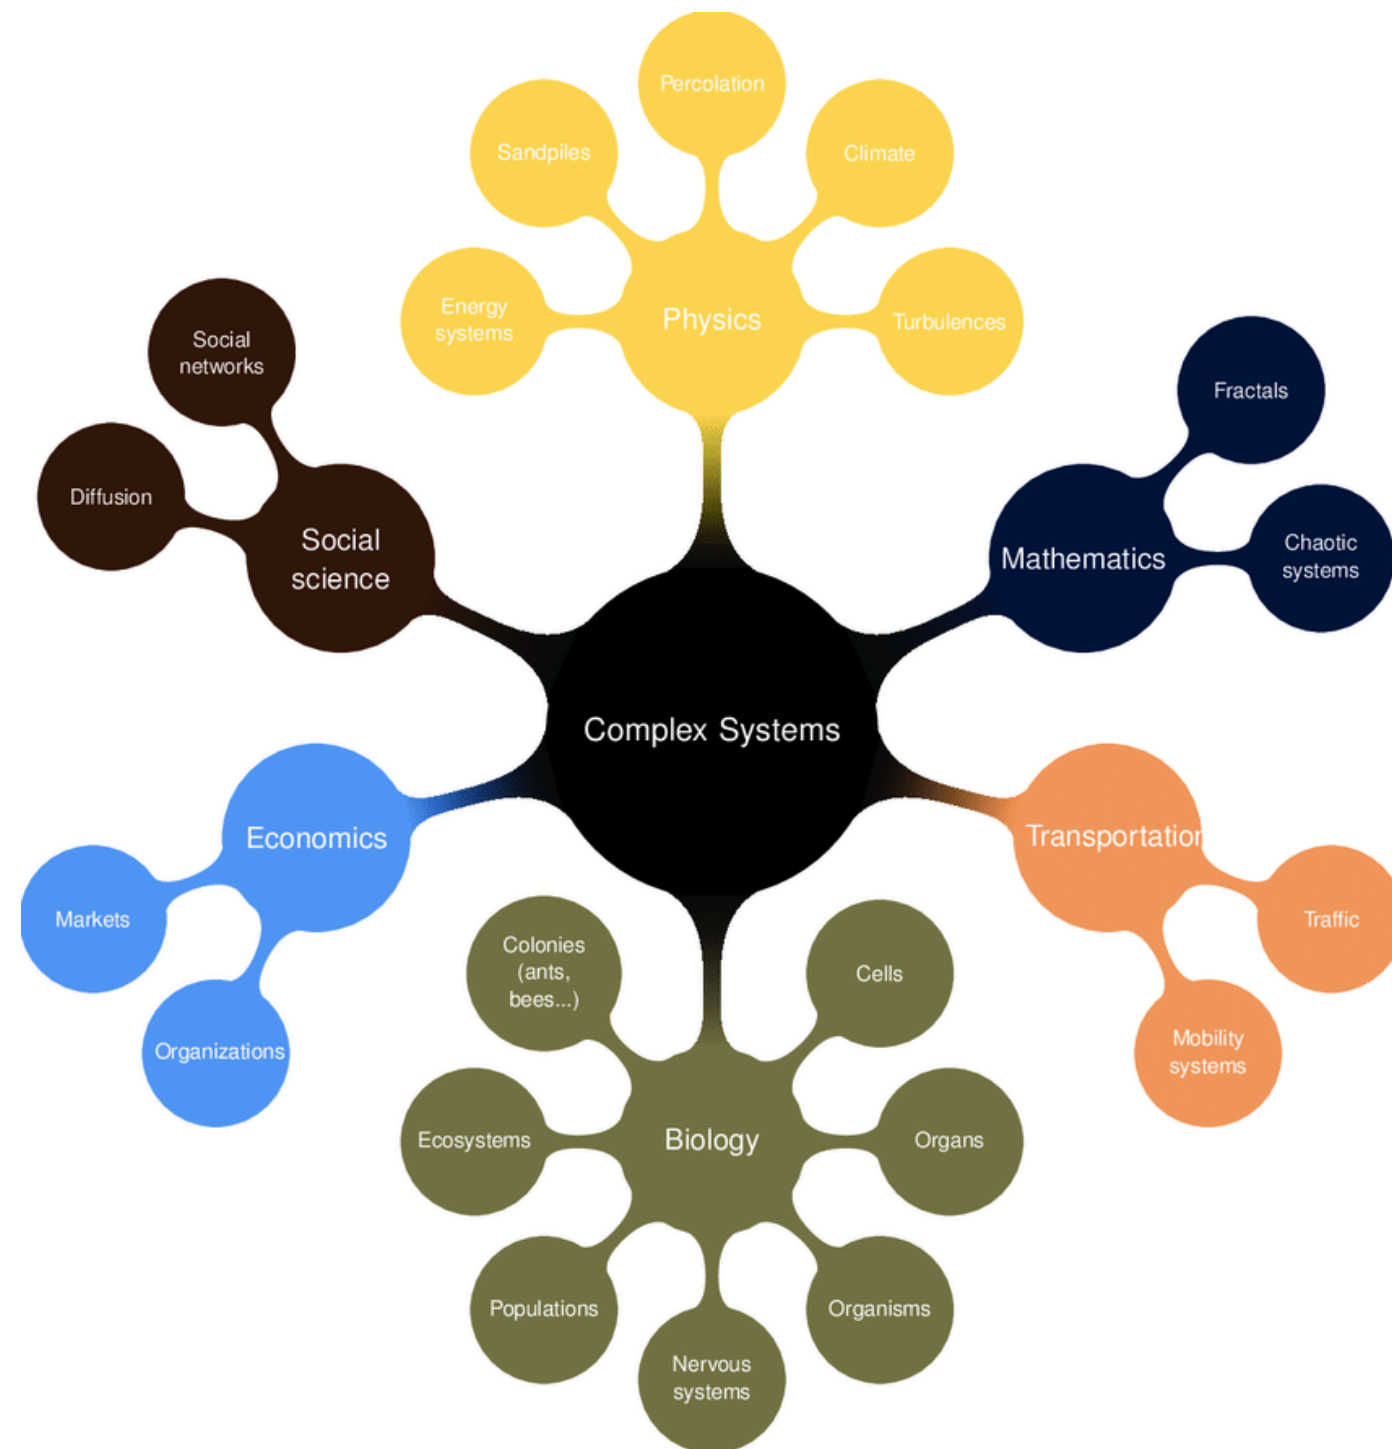 Percolation
Sandpiles
Climate
Energy
systems
Physics
Turbulences
Social
networks
Fractals
Diffusion
Social
science
Mathematics
Chaotic
systems
Complex Systems
Economics
Transportation
Markets
Traffic
Organizations
Mobility
systems
Colonies
(ants,
bees...)
Cells
Ecosystems
Biology
Organs
Populations
Organisms
Nervous
systems